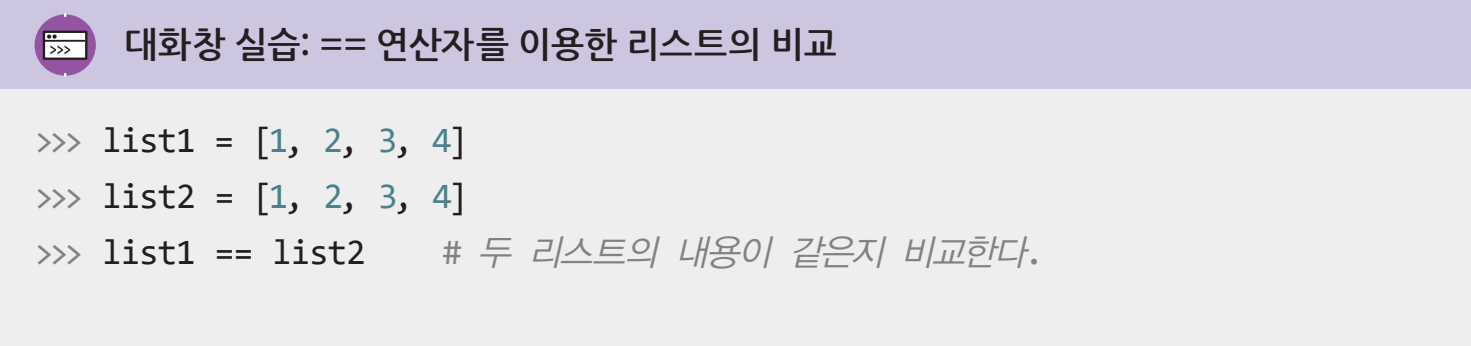 >>>
대화창 실습: == 연산자를 이용한 리스트의 비교
>>> list1 = [1, 2, 3, 4]
>>> list2 = [1, 2, 3, 4]
>>> list1 == list2    # 두 리스트의 내용이 같은지 비교한다.